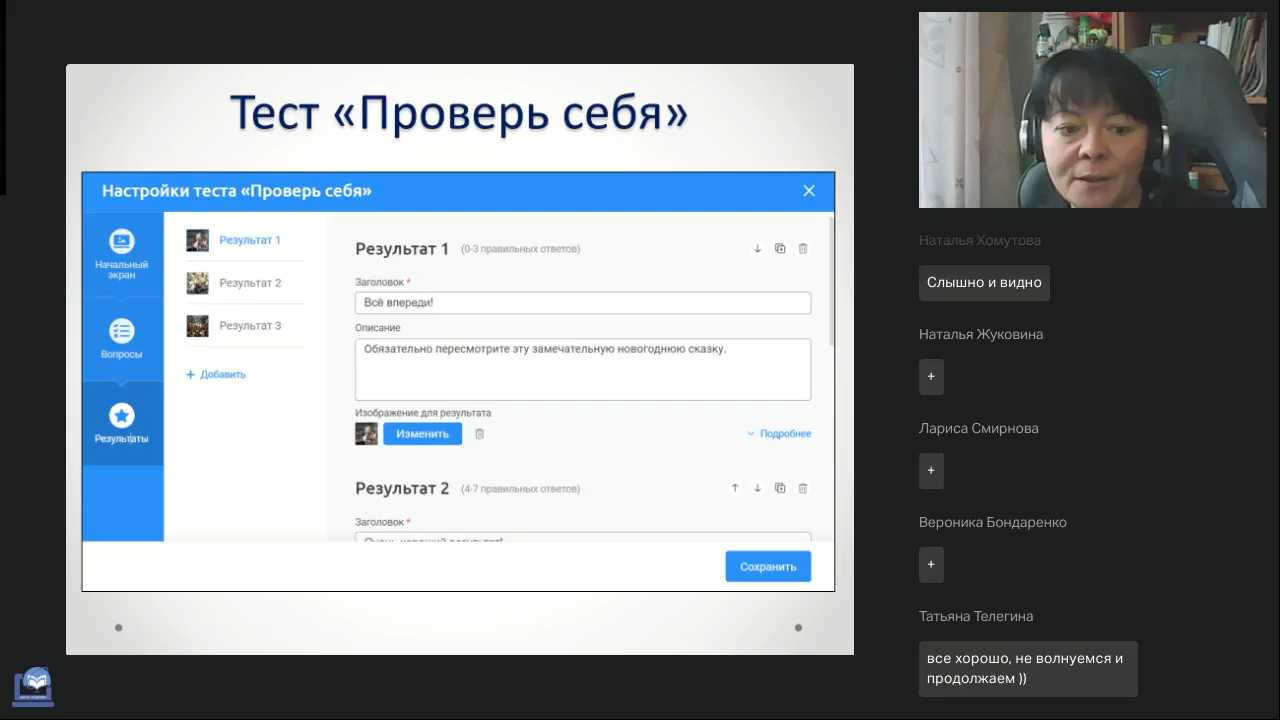 Тест «Проверь себя»
Настройки теста «Проверь себя»
Начальный
экран
Вопросы
Результаты
Результат 1
Результат 2
Результат 3
+ Добавить
Результат 1 (0-3 правильных ответов)
Заголовок *
Всё впереди!
Описание
Обязательно пересмотрите эту замечательную новогоднюю сказку.
Изображение для результата
Изменить
Подробнее
Результат 2 (4-7 правильных ответов)
Заголовок *
Сохранить
Наталья Хомутова
Слышно и видно
Наталья Жуковина
+
Лариса Смирнова
+
Вероника Бондаренко
+
Татьяна Телегина
все хорошо, не волнуемся и
продолжаем ))